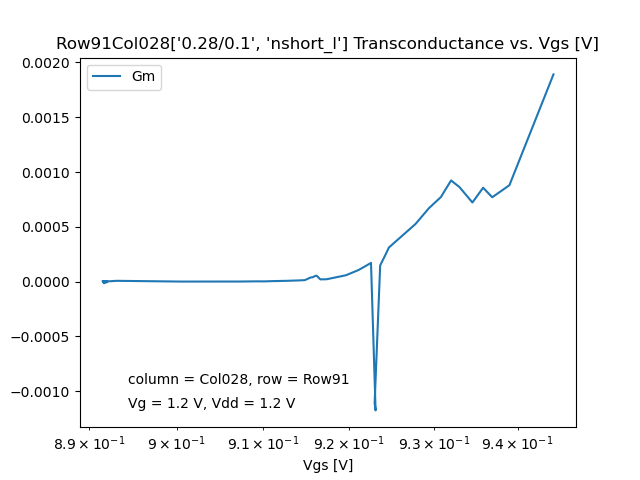 Row91Col028['0.28/0.1', 'nshort_l'] Transconductance vs. Vgs [V]
Gm
0.0020
0.0015
0.0010
0.0005
0.0000
−0.0005
−0.0010
column = Col028, row = Row91
Vg = 1.2 V, Vdd = 1.2 V
8.9 × 10⁻¹ 9 × 10⁻¹ 9.1 × 10⁻¹ 9.2 × 10⁻¹ 9.3 × 10⁻¹ 9.4 × 10⁻¹
Vgs [V]